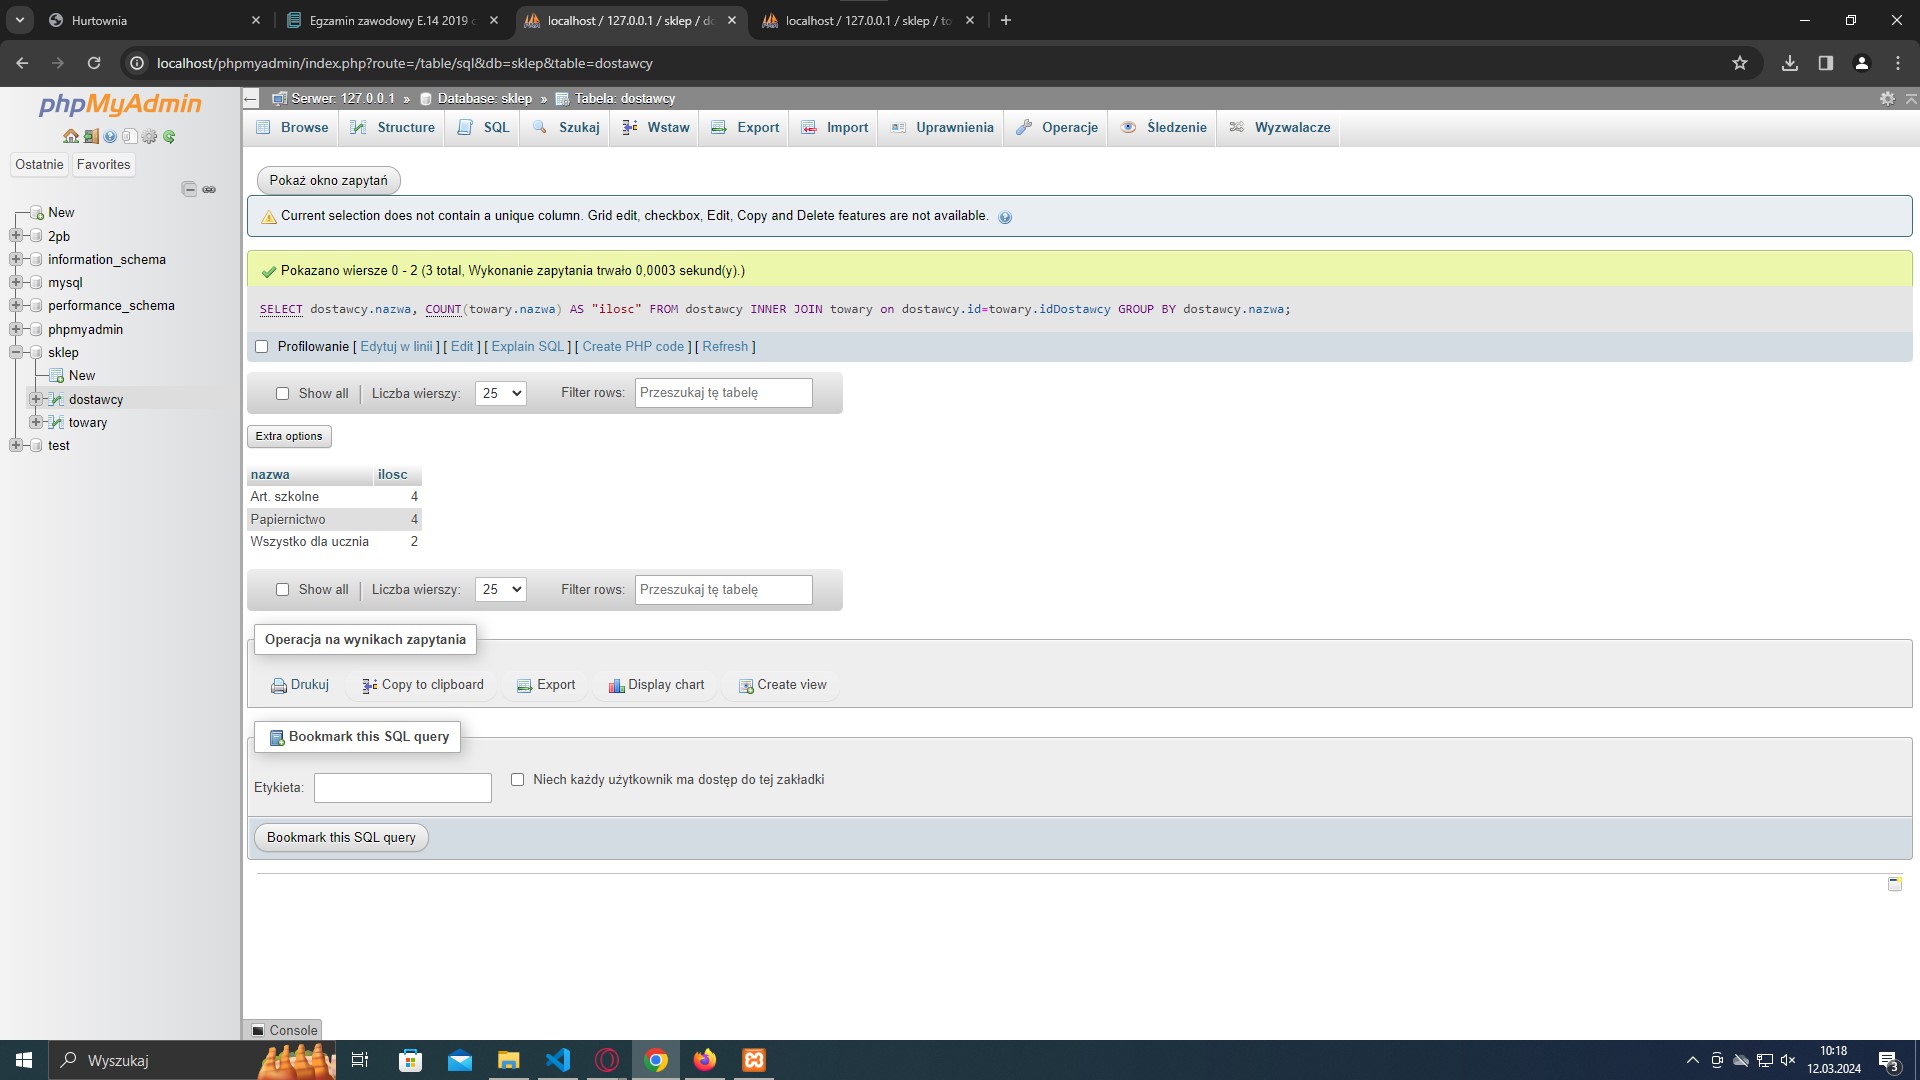 Hurtownia
Egzamin zawodowy E.14 2019 c
localhost / 127.0.0.1 / sklep / do
localhost / 127.0.0.1 / sklep / to
localhost/phpmyadmin/index.php?route=/table/sql&db=sklep&table=dostawcy
phpMyAdmin
Ostatnie
Favorites
New
2pb
information_schema
mysql
performance_schema
phpmyadmin
sklep
New
dostawcy
towary
test
Serwer: 127.0.0.1 » Database: sklep » Tabela: dostawcy
Browse Structure SQL Szukaj Wstaw Export Import Uprawnienia Operacje Śledzenie Wyzwalacze
Pokaż okno zapytań
Current selection does not contain a unique column. Grid edit, checkbox, Edit, Copy and Delete features are not available.
Pokazano wiersze 0 - 2 (3 total, Wykonanie zapytania trwało 0,0003 sekund(y).)
SELECT dostawcy.nazwa, COUNT(towary.nazwa) AS "ilosc" FROM dostawcy INNER JOIN towary on dostawcy.id=towary.idDostawcy GROUP BY dostawcy.nazwa;
Profilowanie [ Edytuj w linii ] [ Edit ] [ Explain SQL ] [ Create PHP code ] [ Refresh ]
Show all Liczba wierszy: 25 Filter rows: Przeszukaj tę tabelę
Extra options
nazwa ilosc
Art. szkolne 4
Papiernictwo 4
Wszystko dla ucznia 2
Show all Liczba wierszy: 25 Filter rows: Przeszukaj tę tabelę
Operacja na wynikach zapytania
Drukuj Copy to clipboard Export Display chart Create view
Bookmark this SQL query
Etykieta: Niech każdy użytkownik ma dostęp do tej zakładki
Bookmark this SQL query
Console
Wyszukaj
10:18
12.03.2024
3